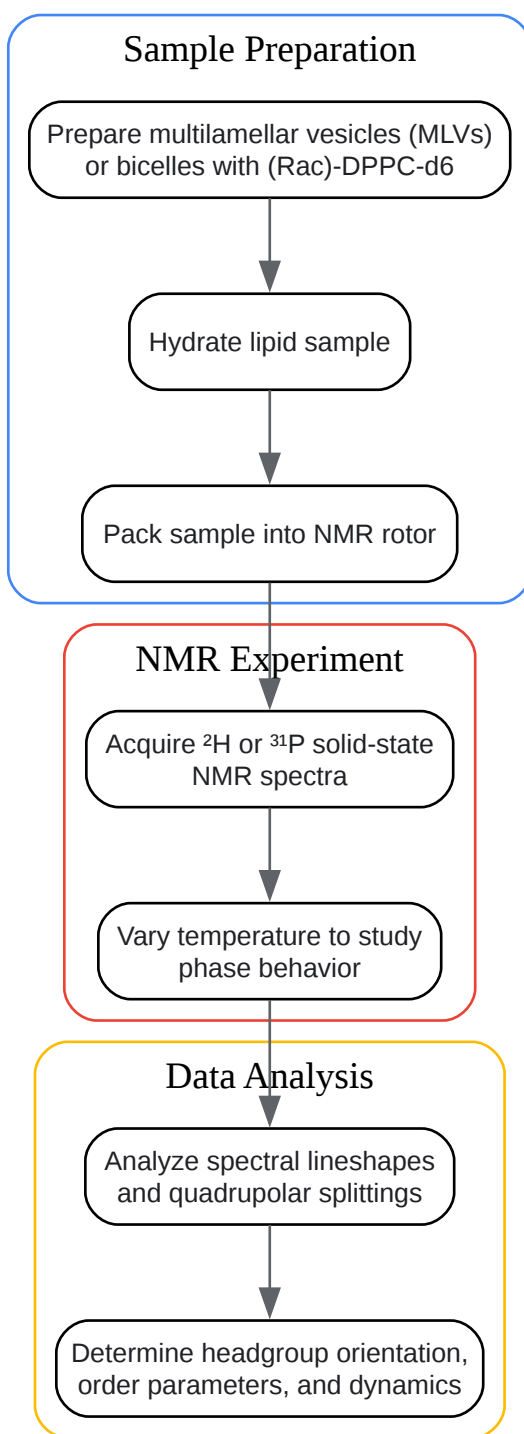 Sample Preparation
Prepare multilamellar vesicles (MLVs)
or bicelles with (Rac)-DPPC-d6
Hydrate lipid sample
Pack sample into NMR rotor
NMR Experiment
Acquire ²H or ³¹P solid-state
NMR spectra
Vary temperature to study
phase behavior
Data Analysis
Analyze spectral lineshapes
and quadrupolar splittings
Determine headgroup orientation,
order parameters, and dynamics